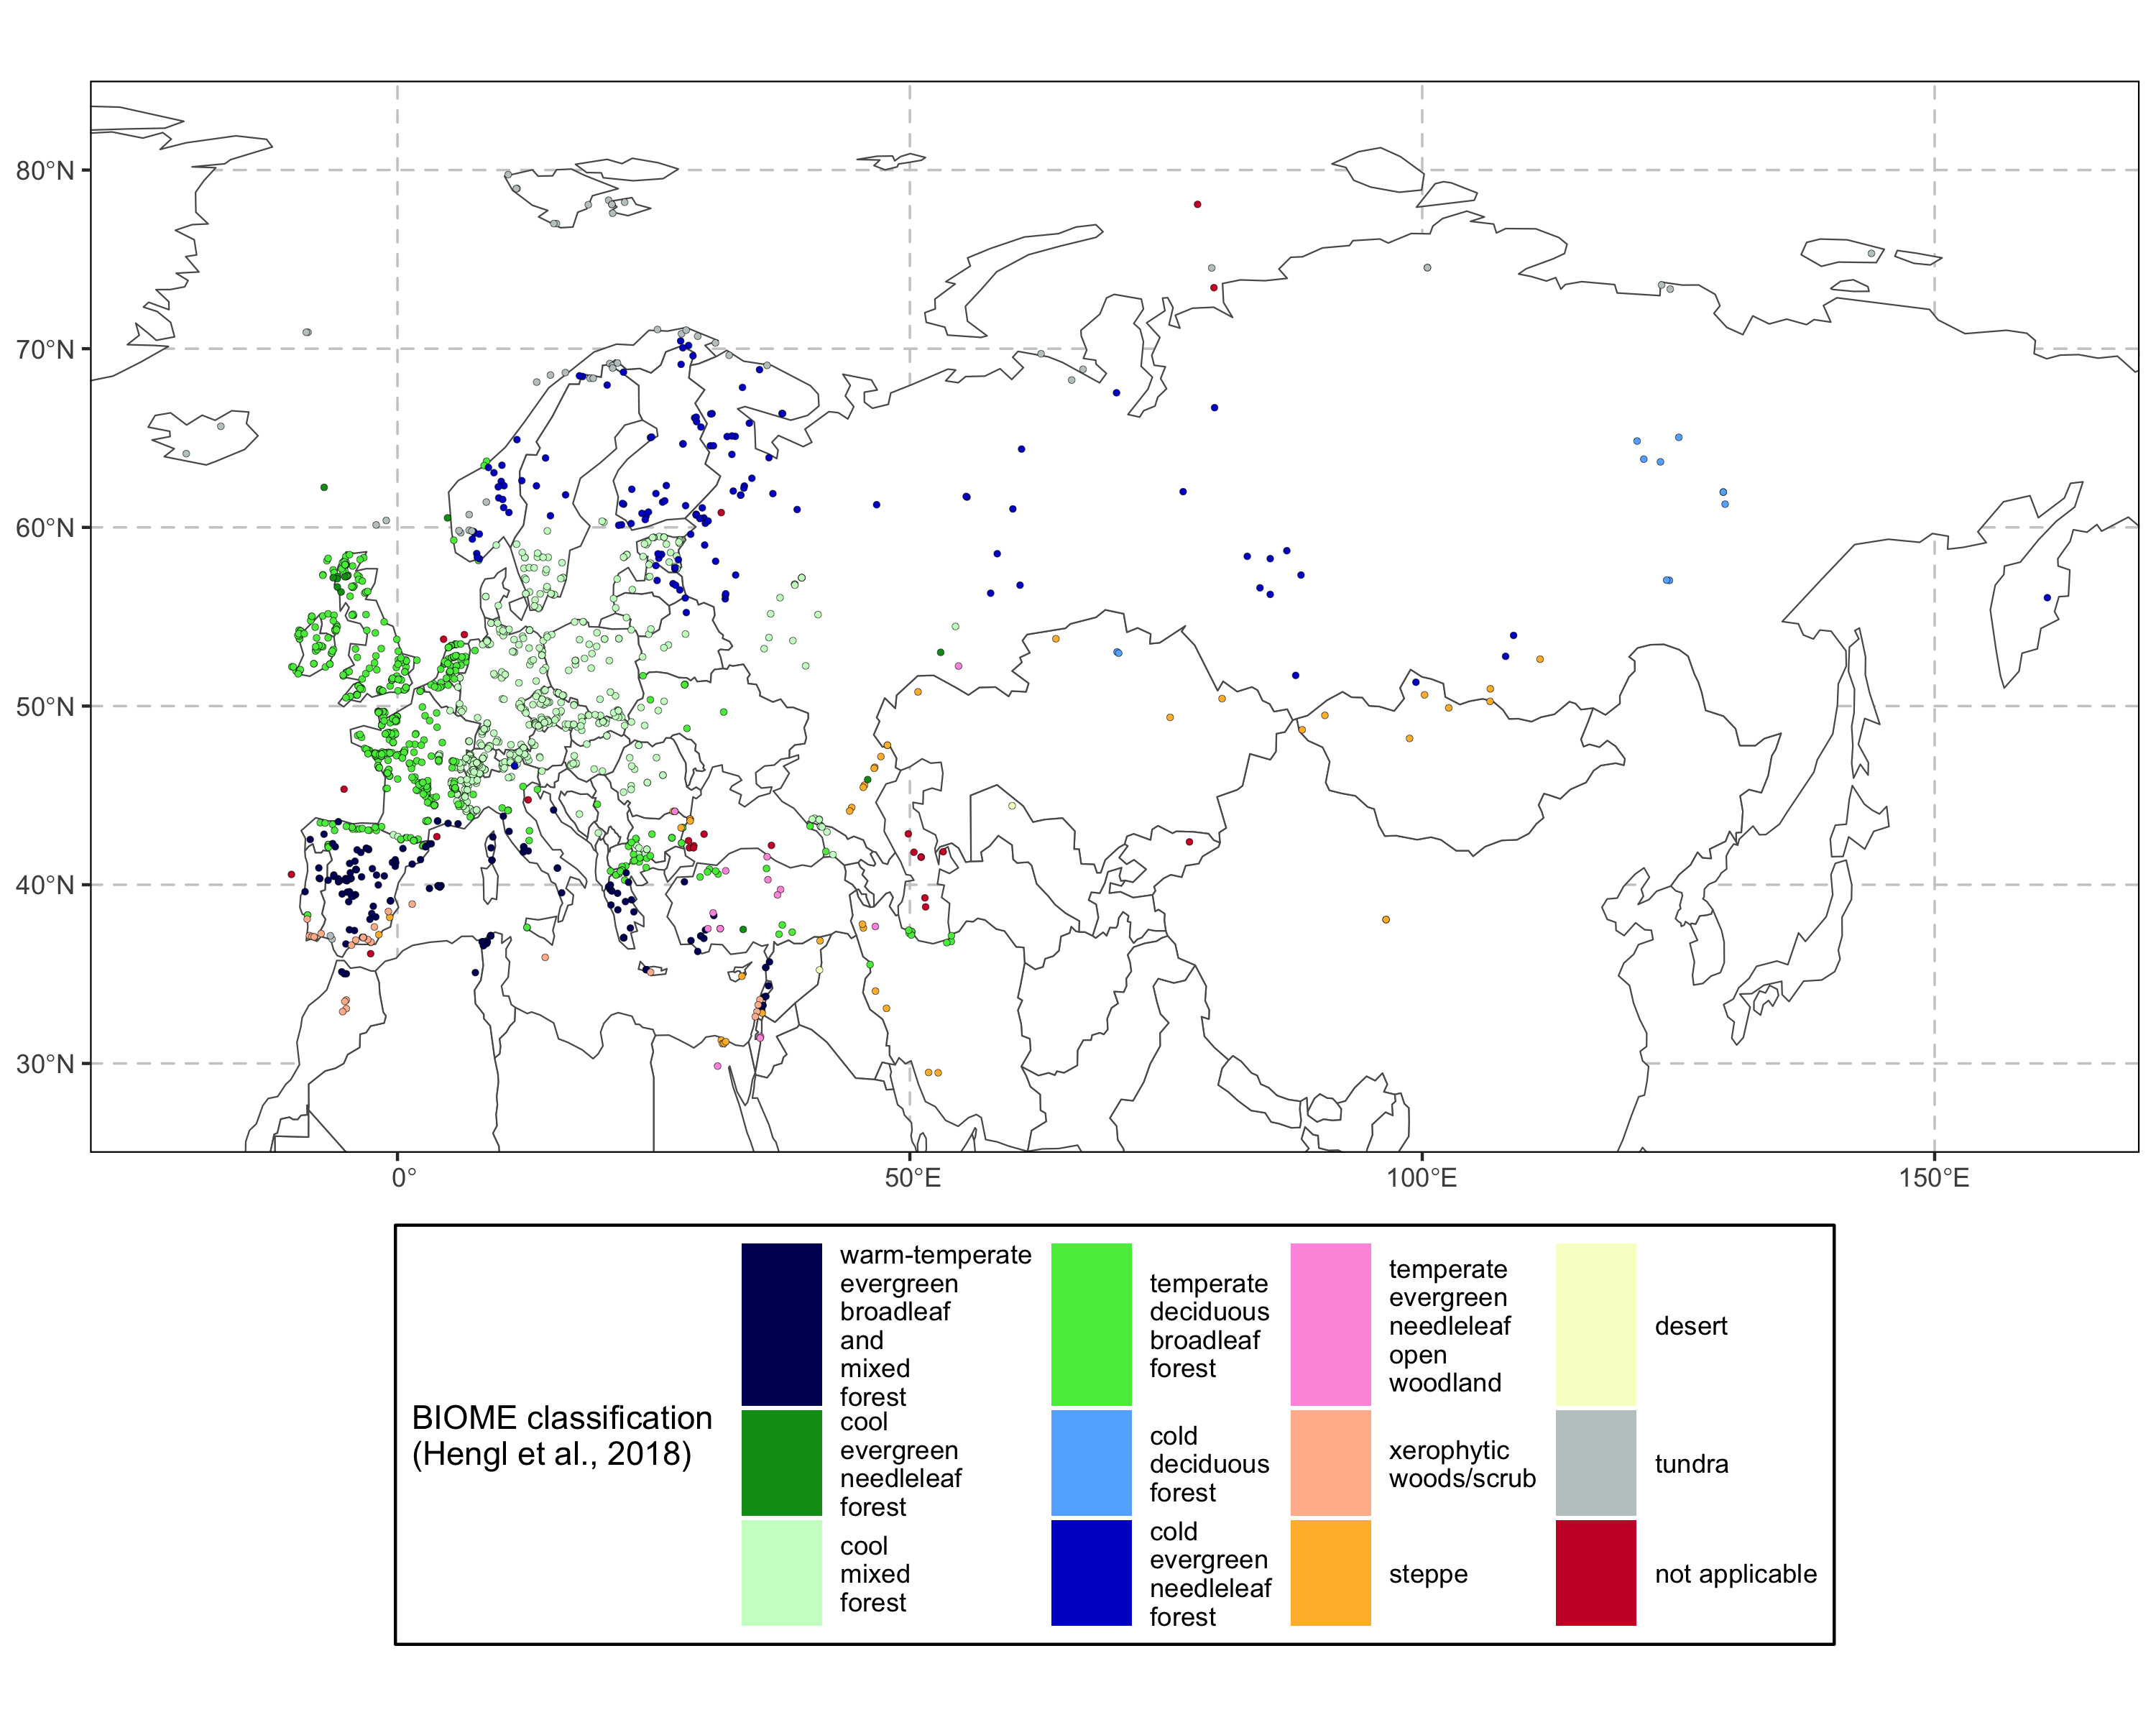 80°N
70°N
60°N
50°N
40°N
30°N
0°
50°E
100°E
150°E
BIOME classification
(Hengl et al., 2018)
warm-temperate
evergreen
broadleaf
and
mixed
forest
cool
evergreen
needleleaf
forest
cool
mixed
forest
temperate
deciduous
broadleaf
forest
cold
deciduous
forest
cold
evergreen
needleleaf
forest
temperate
evergreen
needleleaf
open
woodland
xerophytic
woods/scrub
steppe
desert
tundra
not applicable